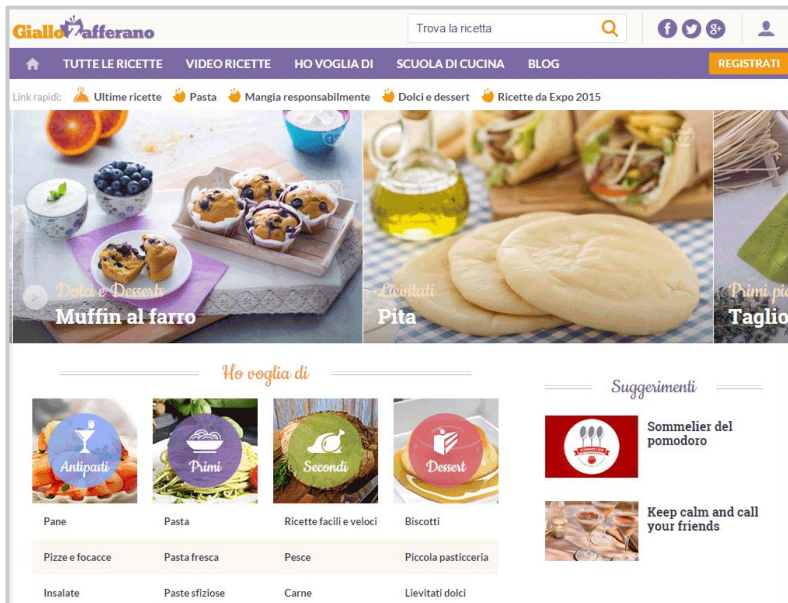 GialloZafferano
Trova la ricetta
TUTTE LE RICETTE VIDEO RICETTE HO VOGLIA DI SCUOLA DI CUCINA BLOG REGISTRATI
Link rapidi: Ultime ricette Pasta Mangia responsabilmente Dolci e dessert Ricette da Expo 2015
Dolci e Desserts
Muffin al farro
Lievitati
Pita
Primi
Ho voglia di
Antipasti Primi Secondi Dessert
Pane Pasta Ricette facili e veloci Biscotti
Pizze e focacce Pasta fresca Pesce Piccola pasticceria
Insalate Paste sfiziose Carne Lievitati dolci
Suggerimenti
Sommelier del
pomodoro
Keep calm and call
your friends